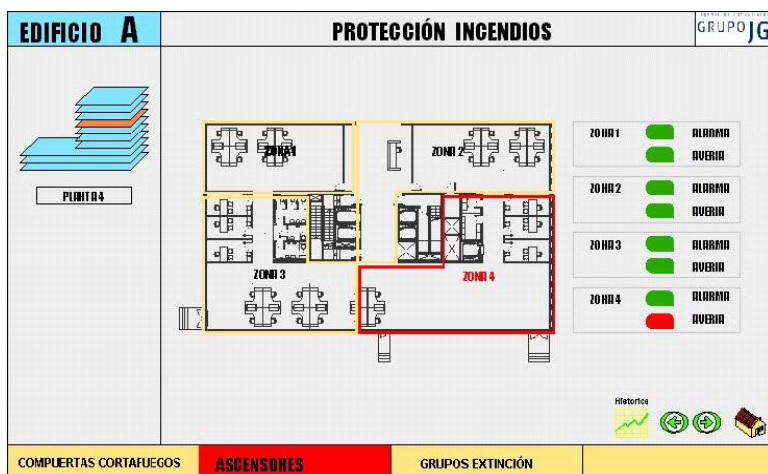 EDIFICIO A
PROTECCIÓN INCENDIOS
GRUPO JG
PLANTA 4
ZONA 1
ZONA 2
ZONA 3
ZONA 4
ZONA 1 ALARMA
AVERIA
ZONA 2 ALARMA
AVERIA
ZONA 3 ALARMA
AVERIA
ZONA 4 ALARMA
AVERIA
Historico
COMPUERTAS CORTAFUEGOS
ASCENSORES
GRUPOS EXTINCIÓN